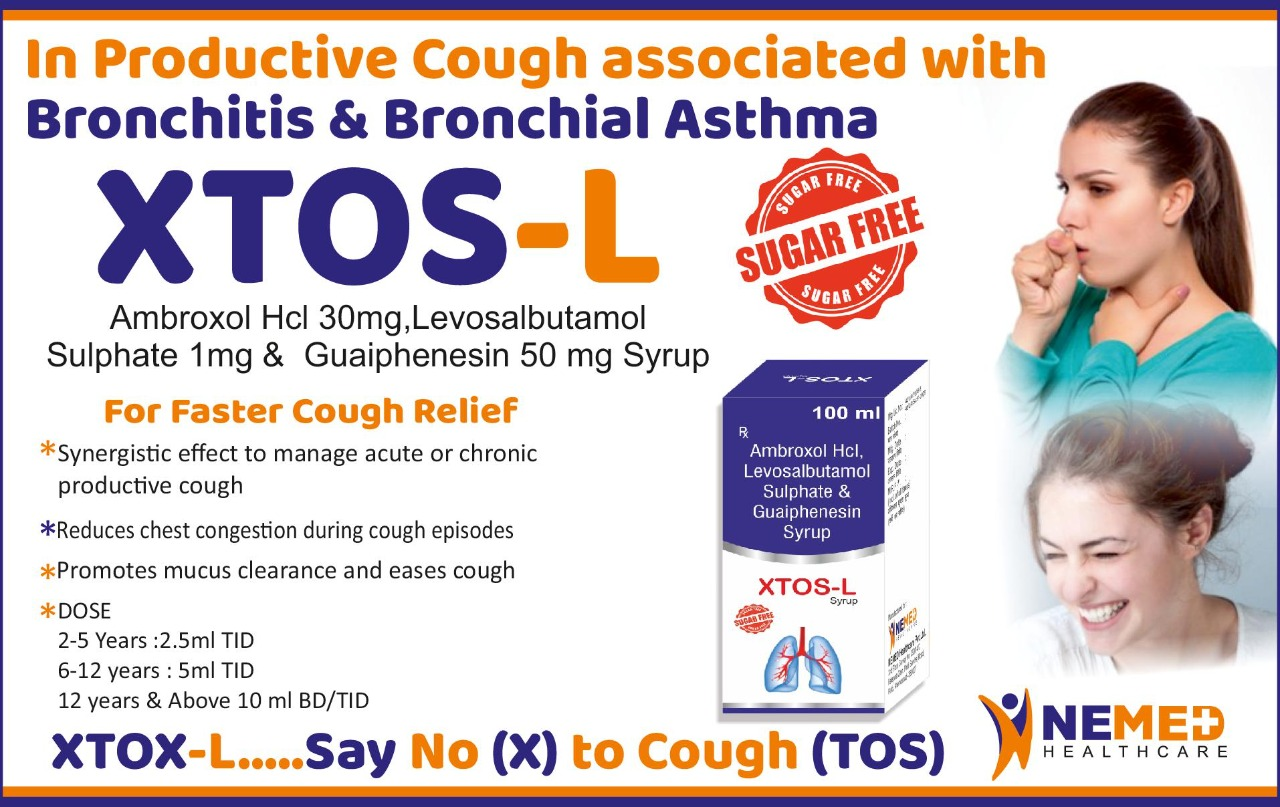 In Productive Cough associated with
Bronchitis & Bronchial Asthma
XTOS-L
Ambroxol Hcl 30mg,Levosalbutamol
Sulphate 1mg & Guaiphenesin 50 mg Syrup
SUGAR FREE
SUGAR FREE
SUGAR FREE
For Faster Cough Relief
*Synergistic effect to manage acute or chronic
productive cough
*Reduces chest congestion during cough episodes
*Promotes mucus clearance and eases cough
*DOSE
2-5 Years :2.5ml TID
6-12 years : 5ml TID
12 years & Above 10 ml BD/TID
XTOS-L
100 ml
Rx
Ambroxol Hcl,
Levosalbutamol
Sulphate &
Guaiphenesin
Syrup
XTOS-L
Syrup
SUGAR FREE
NEMED
XTOX-L.....Say No (X) to Cough (TOS)
NEMED
HEALTHCARE